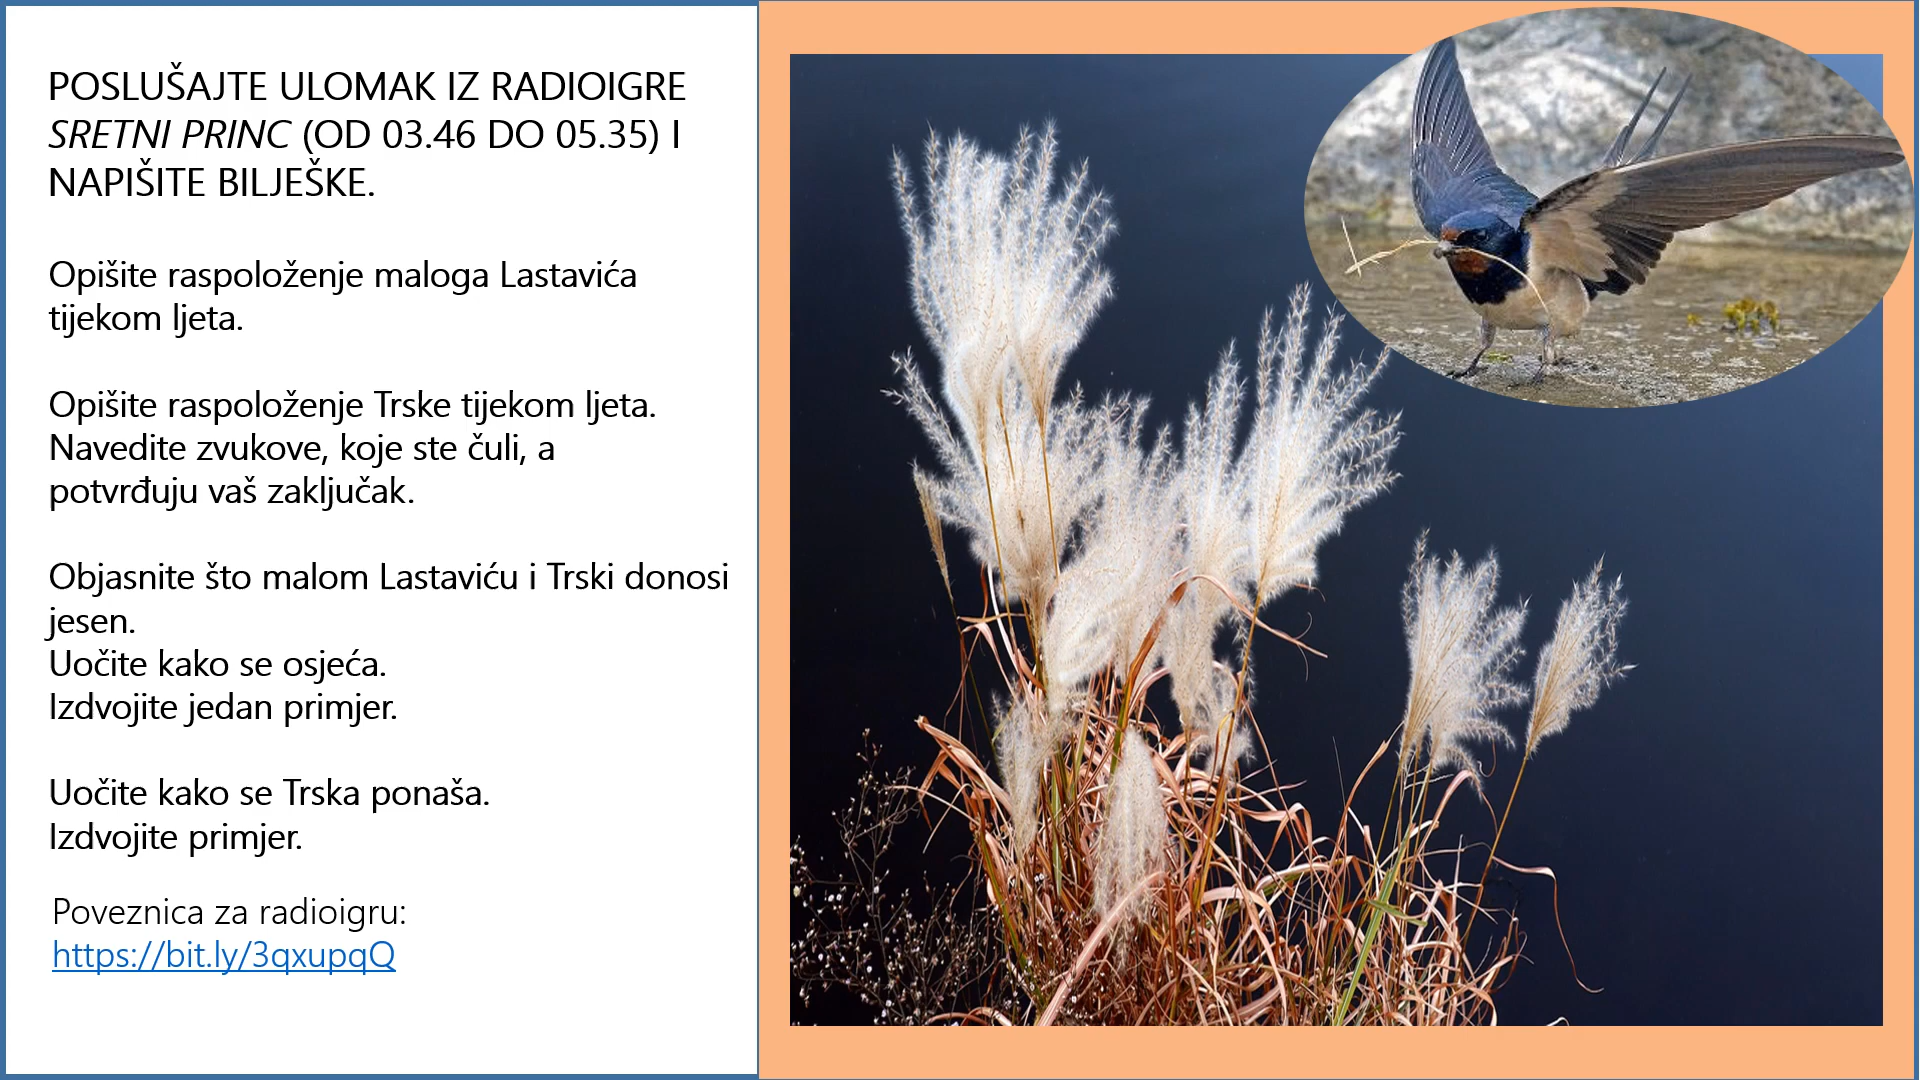 POSLUŠAJTE ULOMAK IZ RADIOIGRE
SRETNI PRINC (OD 03.46 DO 05.35) I
NAPIŠITE BILJEŠKE.
Opišite raspoloženje maloga Lastavića
tijekom ljeta.
Opišite raspoloženje Trske tijekom ljeta.
Navedite zvukove, koje ste čuli, a
potvrđuju vaš zaključak.
Objasnite što malom Lastaviću i Trski donosi
jesen.
Uočite kako se osjeća.
Izdvojite jedan primjer.
Uočite kako se Trska ponaša.
Izdvojite primjer.
Poveznica za radioigru:
https://bit.ly/3qxupqQ